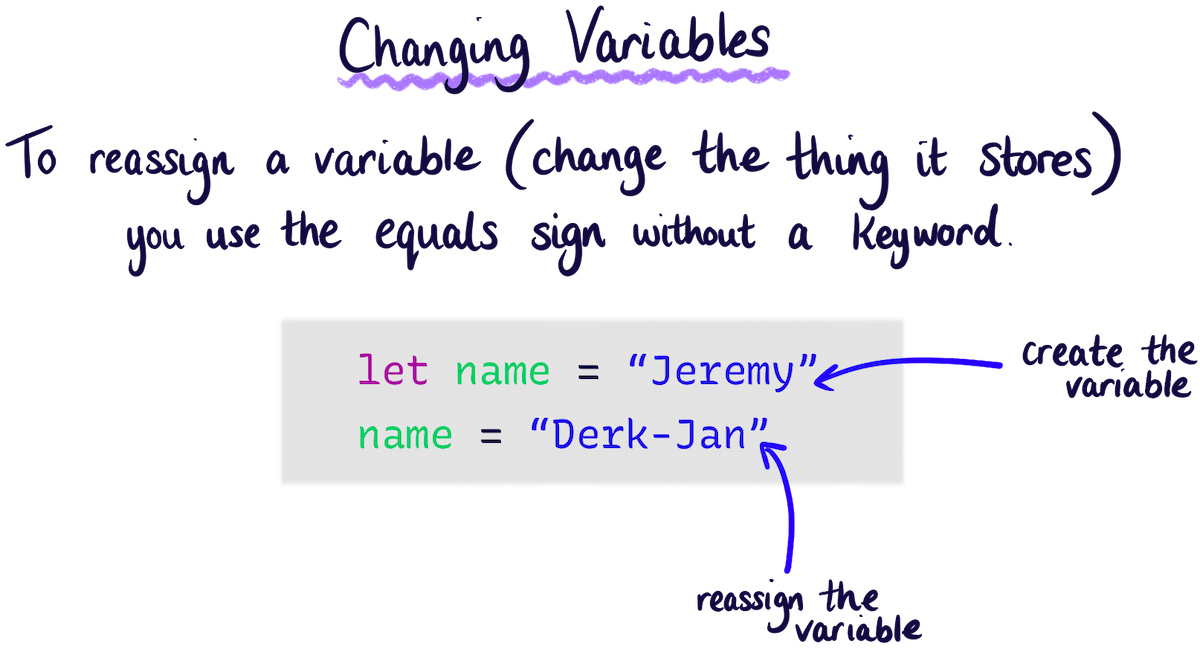 Changing Variables
To reassign a variable (change the thing it stores)
you use the equals sign without a keyword.
let name = “Jeremy”
create the
variable
name = “Derk-Jan”
reassign the
variable